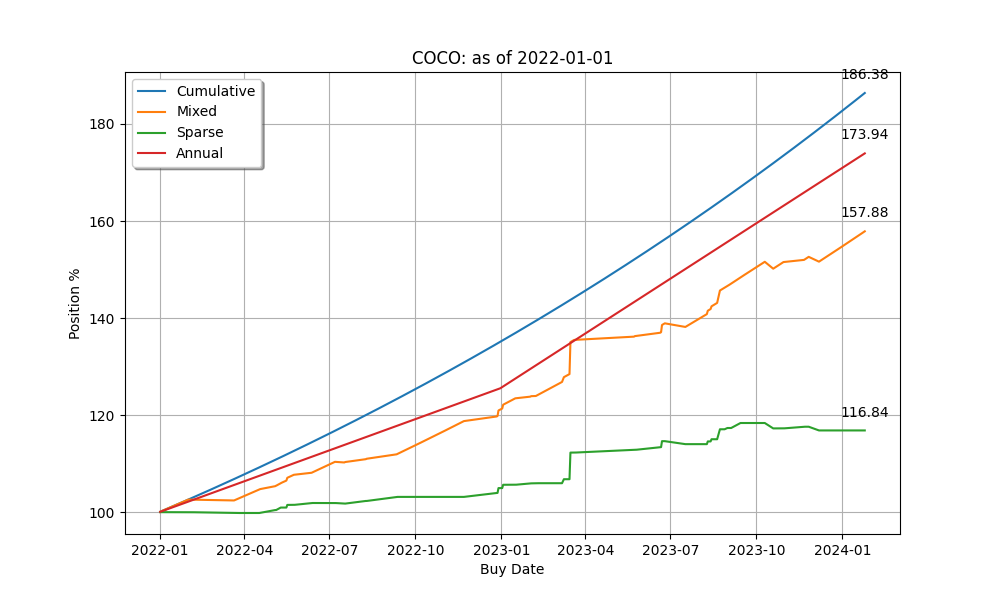 COCO: as of 2022-01-01
Cumulative
Mixed
Sparse
Annual
186.38
173.94
157.88
116.84
Position %
180
160
140
120
100
2022-01 2022-04 2022-07 2022-10 2023-01 2023-04 2023-07 2023-10 2024-01
Buy Date